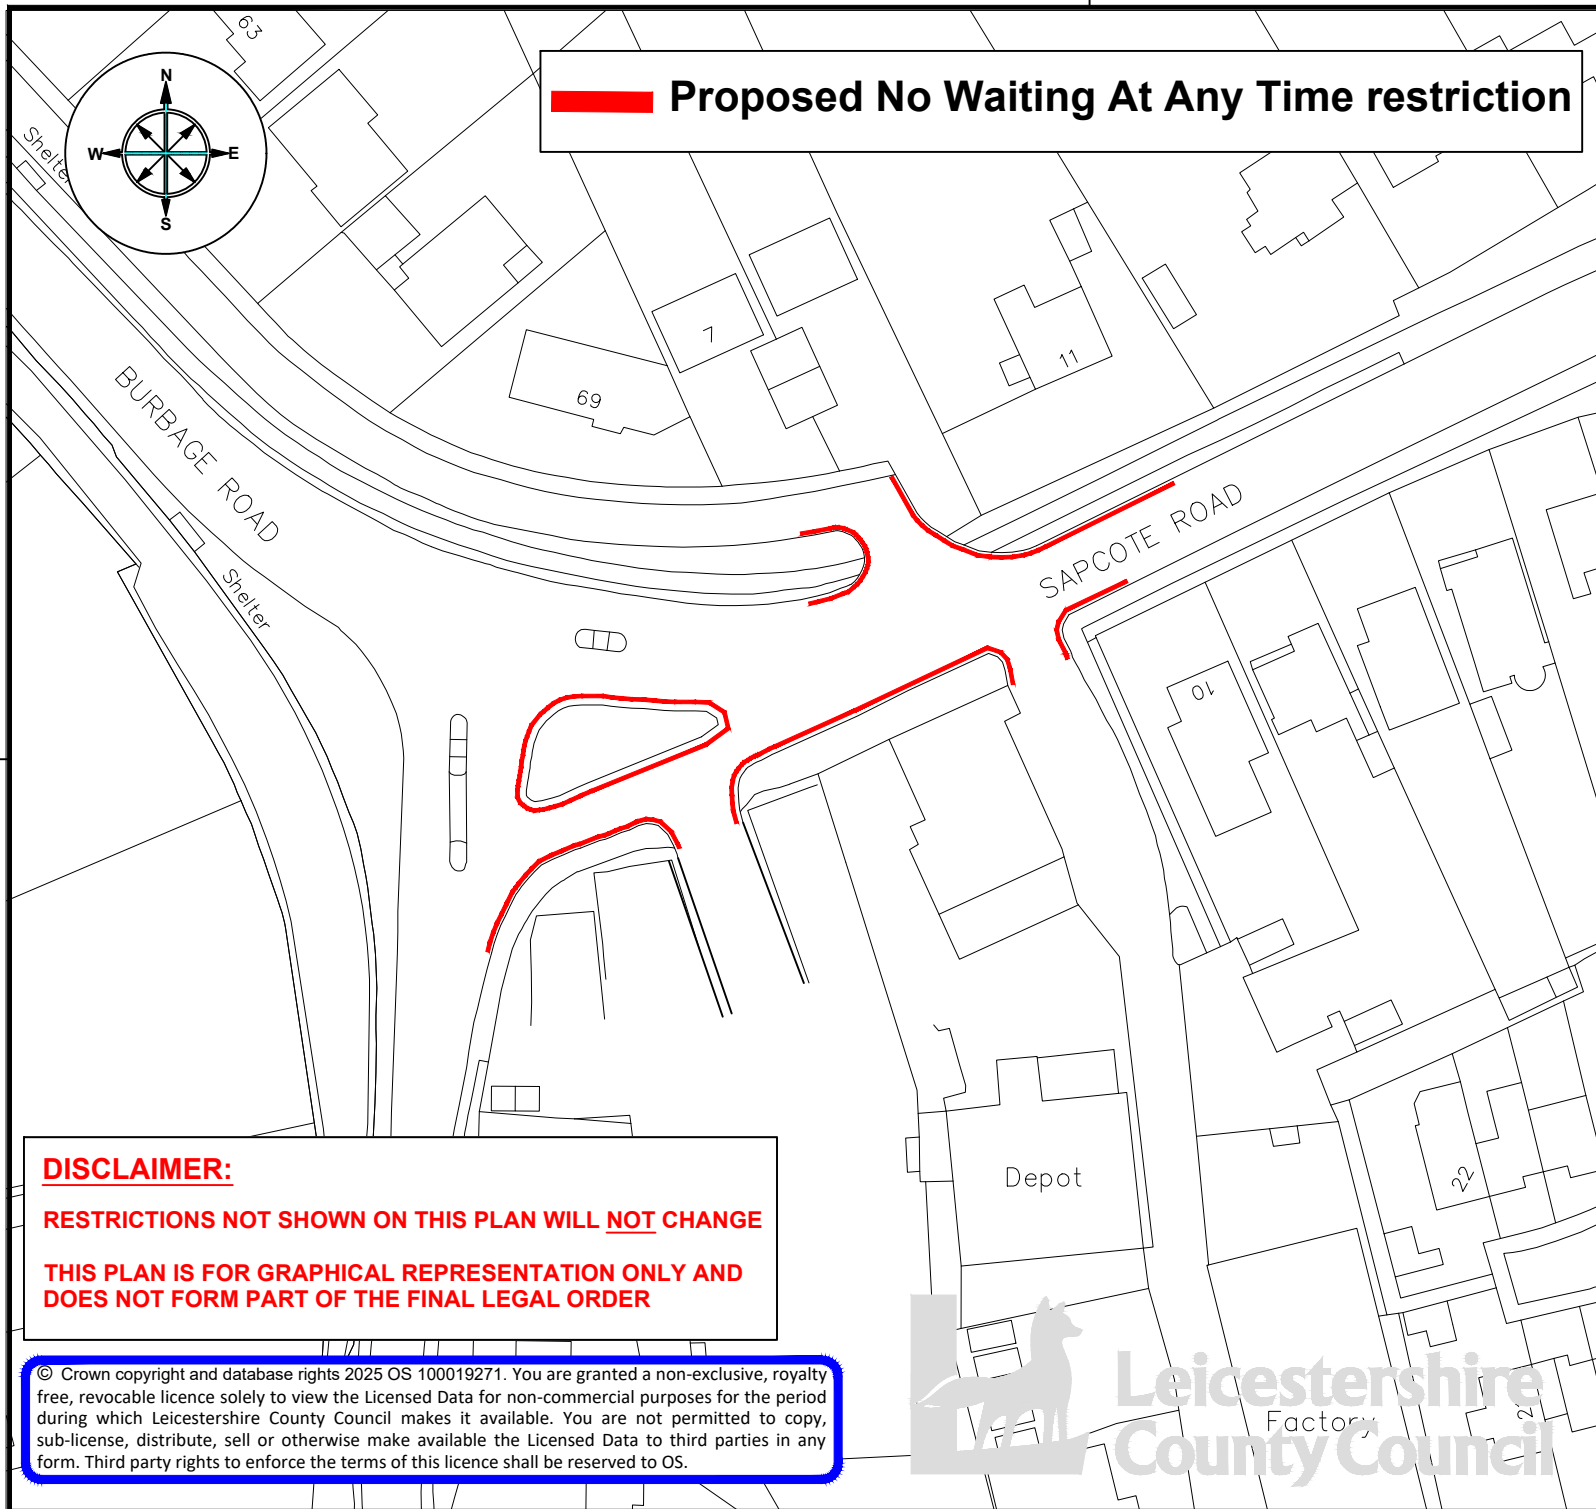 63
N
W
E
S
Shelter
Proposed No Waiting At Any Time restriction
7
11
69
BURBAGE ROAD
Shelter
SAPCOTE ROAD
10
Depot
22
DISCLAIMER:
RESTRICTIONS NOT SHOWN ON THIS PLAN WILL NOT CHANGE
THIS PLAN IS FOR GRAPHICAL REPRESENTATION ONLY AND
DOES NOT FORM PART OF THE FINAL LEGAL ORDER
© Crown copyright and database rights 2025 OS 100019271. You are granted a non-exclusive, royalty
free, revocable licence solely to view the Licensed Data for non-commercial purposes for the period
during which Leicestershire County Council makes it available. You are not permitted to copy,
sub-license, distribute, sell or otherwise make available the Licensed Data to third parties in any
form. Third party rights to enforce the terms of this licence shall be reserved to OS.
Leicestershire
County Council
Factory